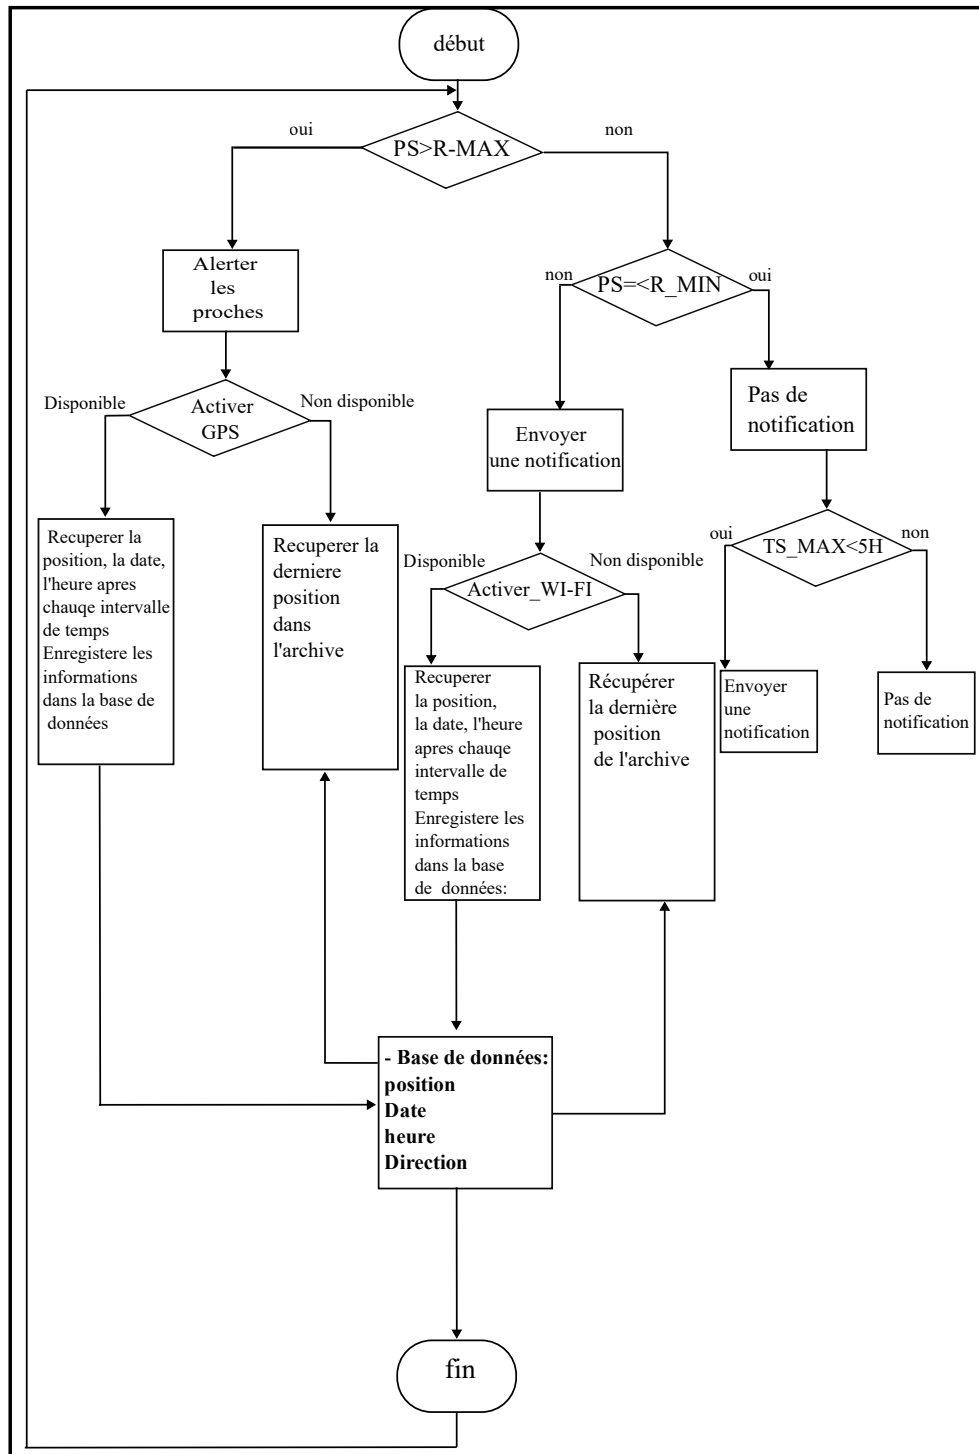 début
oui
non
PS>R-MAX
Alerter
les
proches
non
PS=<R_MIN
oui
Disponible
Activer
GPS
Non disponible
Envoyer
une notification
Pas de
notification
Recuperer la
position, la date,
l'heure apres
chauqe intervalle
de temps
Enregistere les
informations
dans la base de
données
Recuperer la
derniere
position
dans
l'archive
Disponible
Activer_WI-FI
Non disponible
oui
TS_MAX<5H
non
Recuperer
la position,
la date, l'heure
apres chauqe
intervalle de
temps
Enregistere les
informations
dans la base
de données:
Récupérer
la dernière
position
de l'archive
Envoyer
une
notification
Pas de
notification
- Base de données:
position
Date
heure
Direction
fin